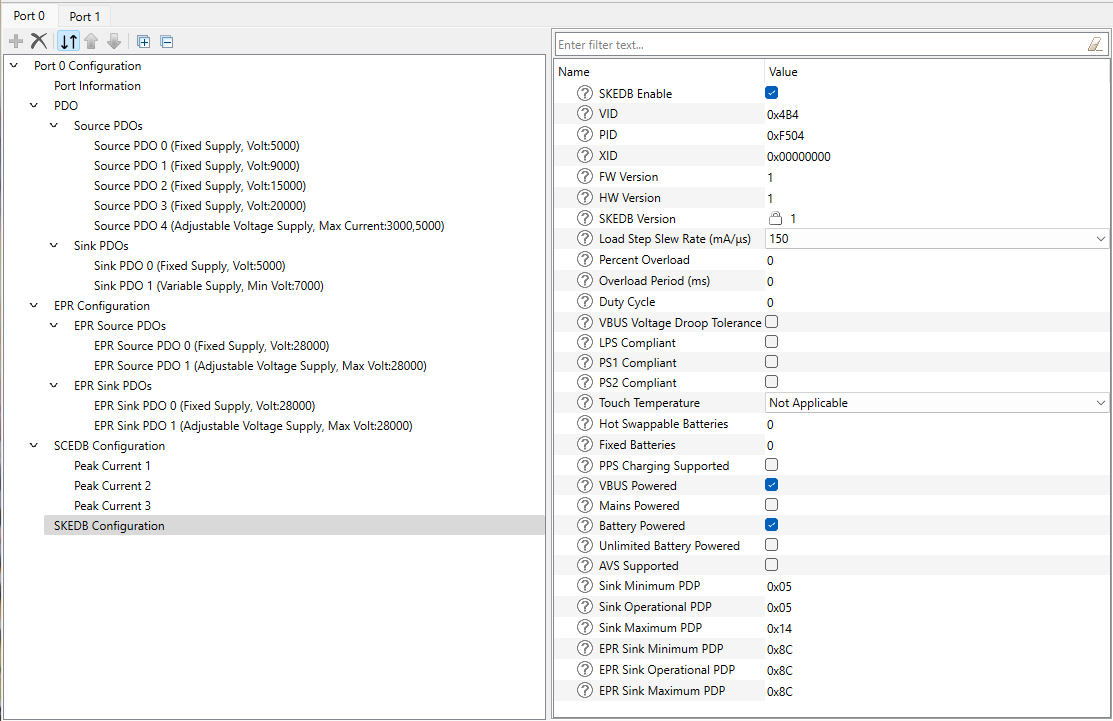 Port 0
Port 1
Port 0 Configuration
Port Information
PDO
Source PDOs
Source PDO 0 (Fixed Supply, Volt:5000)
Source PDO 1 (Fixed Supply, Volt:9000)
Source PDO 2 (Fixed Supply, Volt:15000)
Source PDO 3 (Fixed Supply, Volt:20000)
Source PDO 4 (Adjustable Voltage Supply, Max Current:3000,5000)
Sink PDOs
Sink PDO 0 (Fixed Supply, Volt:5000)
Sink PDO 1 (Variable Supply, Min Volt:7000)
EPR Configuration
EPR Source PDOs
EPR Source PDO 0 (Fixed Supply, Volt:28000)
EPR Source PDO 1 (Adjustable Voltage Supply, Max Volt:28000)
EPR Sink PDOs
EPR Sink PDO 0 (Fixed Supply, Volt:28000)
EPR Sink PDO 1 (Adjustable Voltage Supply, Max Volt:28000)
SCEDB Configuration
Peak Current 1
Peak Current 2
Peak Current 3
SKEDB Configuration
Enter filter text...
Name Value
SKEDB Enable
VID 0x4B4
PID 0xF504
XID 0x00000000
FW Version 1
HW Version 1
SKEDB Version 1
Load Step Slew Rate (mA/µs) 150
Percent Overload 0
Overload Period (ms) 0
Duty Cycle 0
VBUS Voltage Droop Tolerance
LPS Compliant
PS1 Compliant
PS2 Compliant
Touch Temperature Not Applicable
Hot Swappable Batteries 0
Fixed Batteries 0
PPS Charging Supported
VBUS Powered
Mains Powered
Battery Powered
Unlimited Battery Powered
AVS Supported
Sink Minimum PDP 0x05
Sink Operational PDP 0x05
Sink Maximum PDP 0x14
EPR Sink Minimum PDP 0x8C
EPR Sink Operational PDP 0x8C
EPR Sink Maximum PDP 0x8C